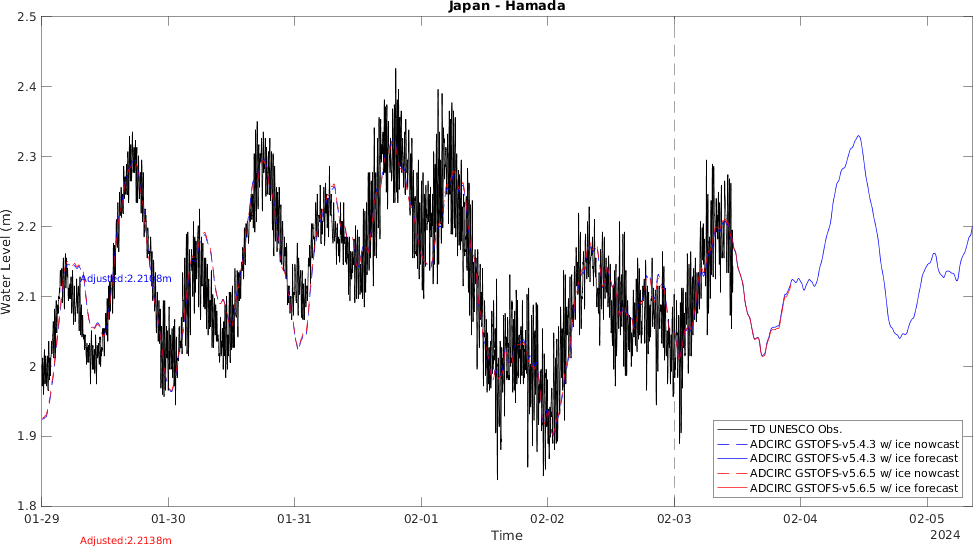 Japan - Hamada
2.5
2.4
2.3
2.2
2.1
2
1.9
1.8
Water Level (m)
Adjusted:2.2108m
TD UNESCO Obs.
ADCIRC GSTOFS-v5.4.3 w/ ice nowcast
ADCIRC GSTOFS-v5.4.3 w/ ice forecast
ADCIRC GSTOFS-v5.6.5 w/ ice nowcast
ADCIRC GSTOFS-v5.6.5 w/ ice forecast
01-29 01-30 01-31 02-01 02-02 02-03 02-04 02-05
Time
2024
Adjusted:2.2138m